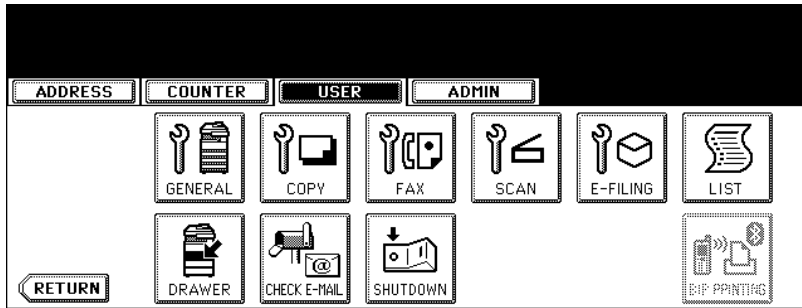 ADDRESS COUNTER USER ADMIN
GENERAL COPY FAX SCAN E-FILING LIST
@
RETURN DRAWER CHECK E-MAIL SHUTDOWN BIP PRINTING